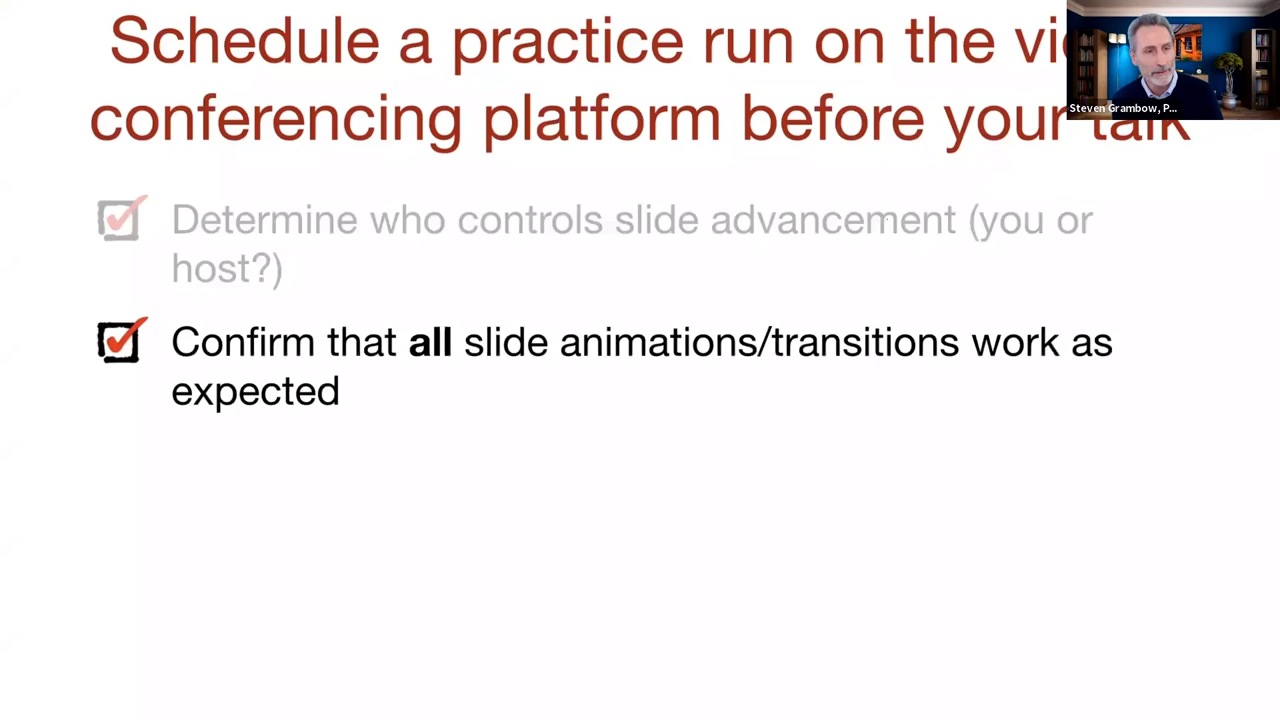 Schedule a practice run on the
conferencing platform before your talk
Steven Grambow, P...
Determine who controls slide advancement (you or
host?)
Confirm that all slide animations/transitions work as
expected